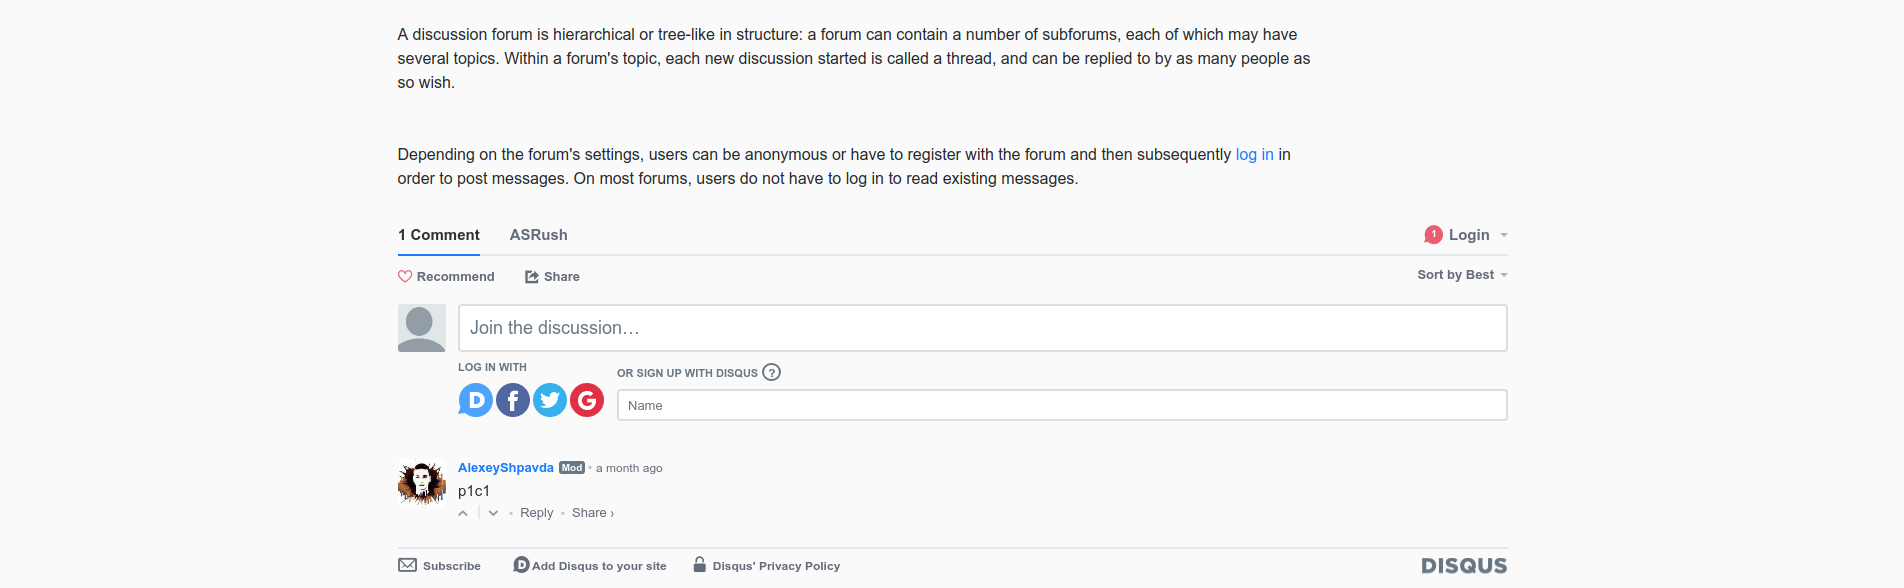 A discussion forum is hierarchical or tree-like in structure: a forum can contain a number of subforums, each of which may have
several topics. Within a forum's topic, each new discussion started is called a thread, and can be replied to by as many people as
so wish.
Depending on the forum's settings, users can be anonymous or have to register with the forum and then subsequently log in in
order to post messages. On most forums, users do not have to log in to read existing messages.
1 Comment ASRush 1 Login
Recommend Share Sort by Best
Join the discussion…
LOG IN WITH
OR SIGN UP WITH DISQUS ?
D f G
Name
AlexeyShpavda Mod • a month ago
p1c1
• Reply • Share ›
Subscribe D Add Disqus to your site Disqus' Privacy Policy DISQUS